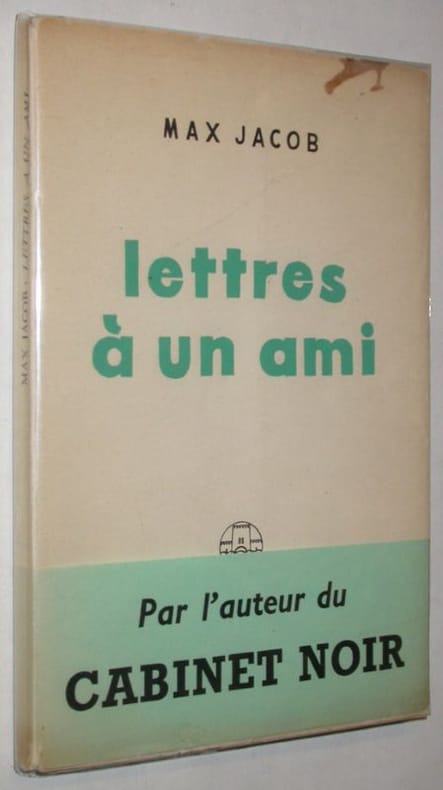 MAX JACOB
lettres
à un ami
Par l'auteur du
CABINET NOIR
MAX JACOB : LETTRES A UN AMI